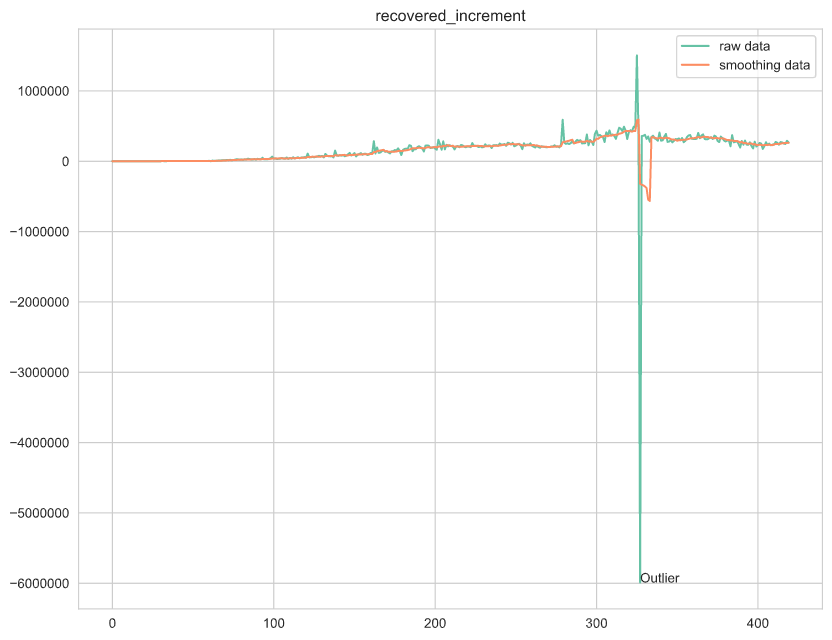 recovered_increment
raw data
smoothing data
1000000
0
−1000000
−2000000
−3000000
−4000000
−5000000
−6000000
Outlier
0 100 200 300 400